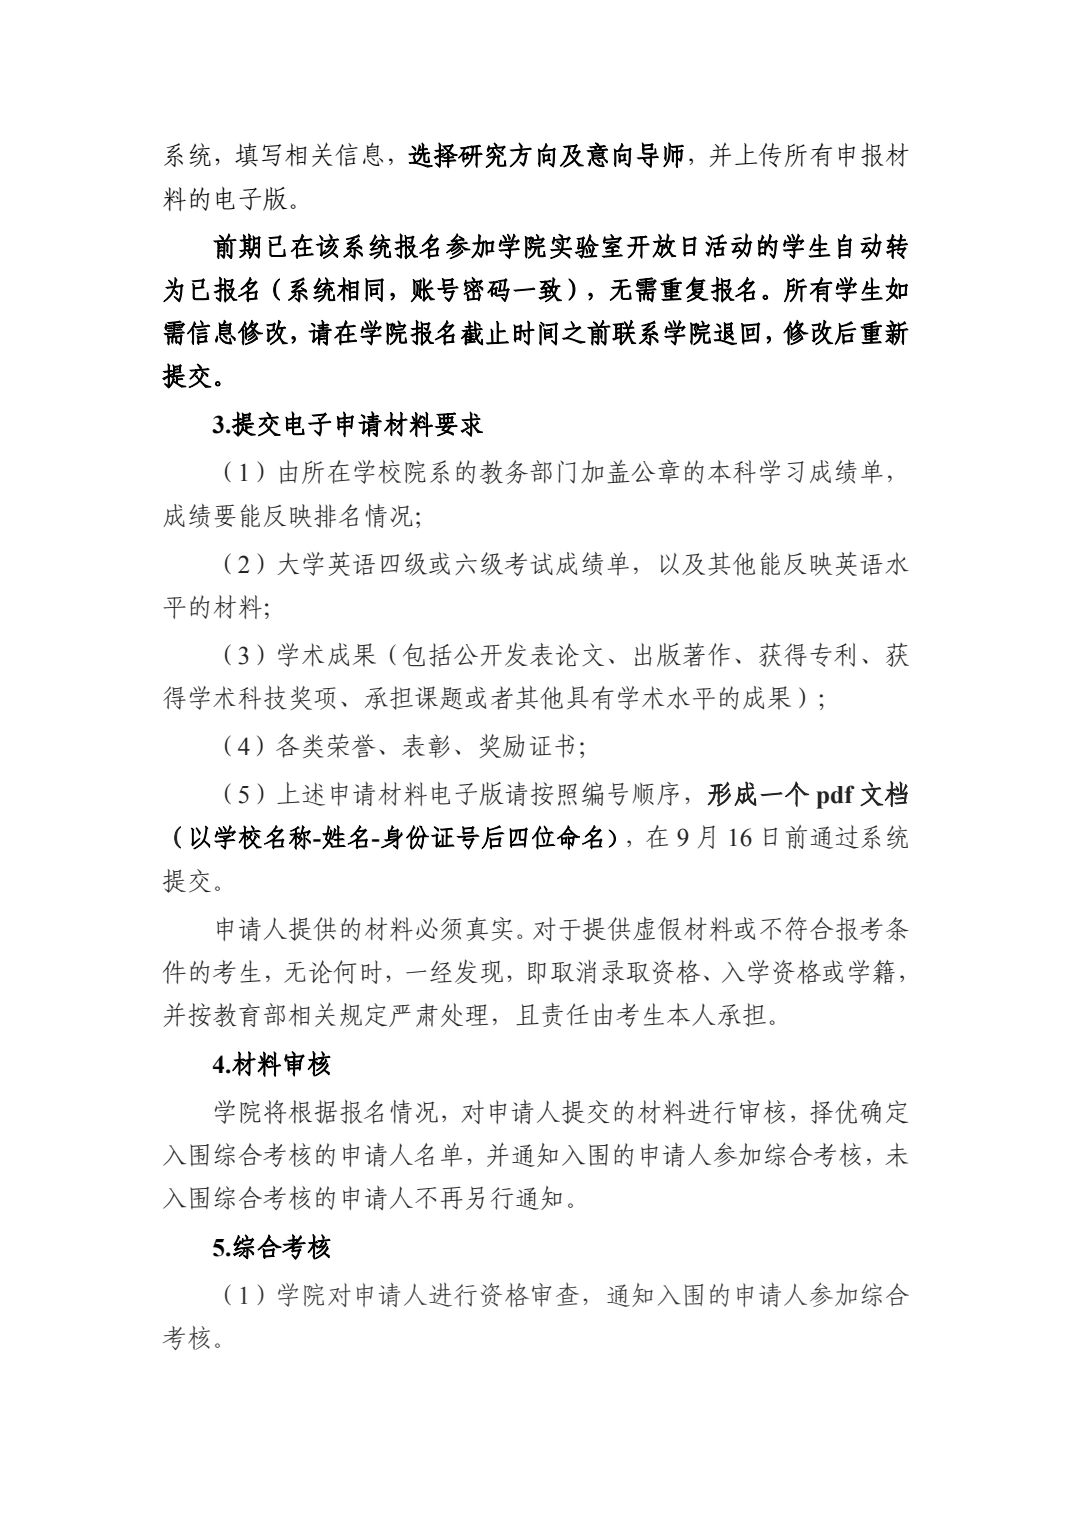 系统，填写相关信息，选择研究方向及意向导师，并上传所有申报材
料的电子版。
前期已在该系统报名参加学院实验室开放日活动的学生自动转
为已报名（系统相同，账号密码一致），无需重复报名。所有学生如
需信息修改，请在学院报名截止时间之前联系学院退回，修改后重新
提交。
3.提交电子申请材料要求
（1）由所在学校院系的教务部门加盖公章的本科学习成绩单，
成绩要能反映排名情况；
（2）大学英语四级或六级考试成绩单，以及其他能反映英语水
平的材料；
（3）学术成果（包括公开发表论文、出版著作、获得专利、获
得学术科技奖项、承担课题或者其他具有学术水平的成果）；
（4）各类荣誉、表彰、奖励证书；
（5）上述申请材料电子版请按照编号顺序，形成一个 pdf 文档
（以学校名称-姓名-身份证号后四位命名），在 9 月 16 日前通过系统
提交。
申请人提供的材料必须真实。对于提供虚假材料或不符合报考条
件的考生，无论何时，一经发现，即取消录取资格、入学资格或学籍，
并按教育部相关规定严肃处理，且责任由考生本人承担。
4.材料审核
学院将根据报名情况，对申请人提交的材料进行审核，择优确定
入围综合考核的申请人名单，并通知入围的申请人参加综合考核，未
入围综合考核的申请人不再另行通知。
5.综合考核
（1）学院对申请人进行资格审查，通知入围的申请人参加综合
考核。